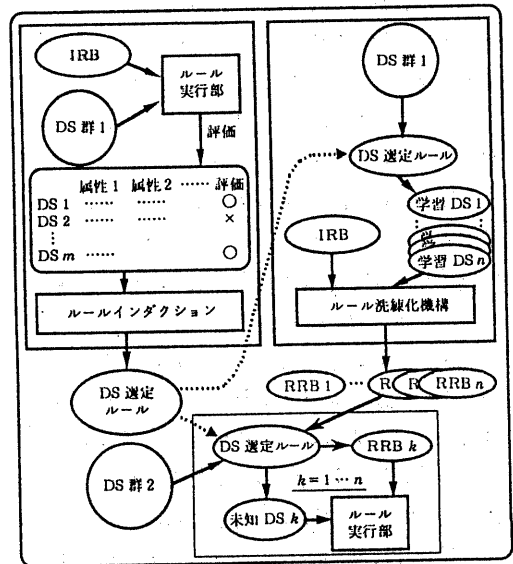 IRB
ルール
実行部
DS 群 1
評価
属性 1 属性 2 …… 評価
DS 1 …… …… ○
DS 2 …… …… ×
⋮
DS m …… ○
ルールインダクション
DS 選定
ルール
DS 群 1
DS 選定ルール
学習 DS 1
IRB
学
学習 DS n
ルール洗練化機構
RRB 1 … R R RRB n
DS 群 2
DS 選定ルール
RRB k
k = 1 … n
未知 DS k
ルール
実行部